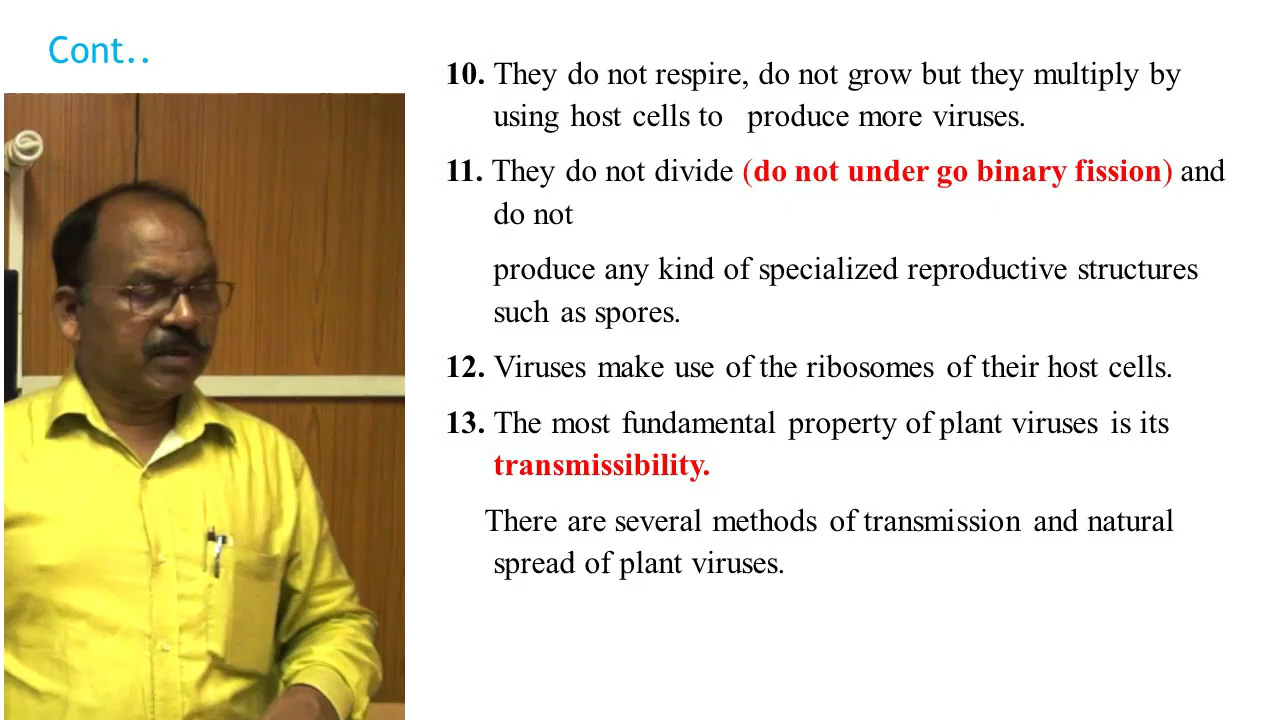 Cont..
10. They do not respire, do not grow but they multiply by
using host cells to produce more viruses.
11. They do not divide (do not under go binary fission) and
do not
produce any kind of specialized reproductive structures
such as spores.
12. Viruses make use of the ribosomes of their host cells.
13. The most fundamental property of plant viruses is its
transmissibility.
There are several methods of transmission and natural
spread of plant viruses.